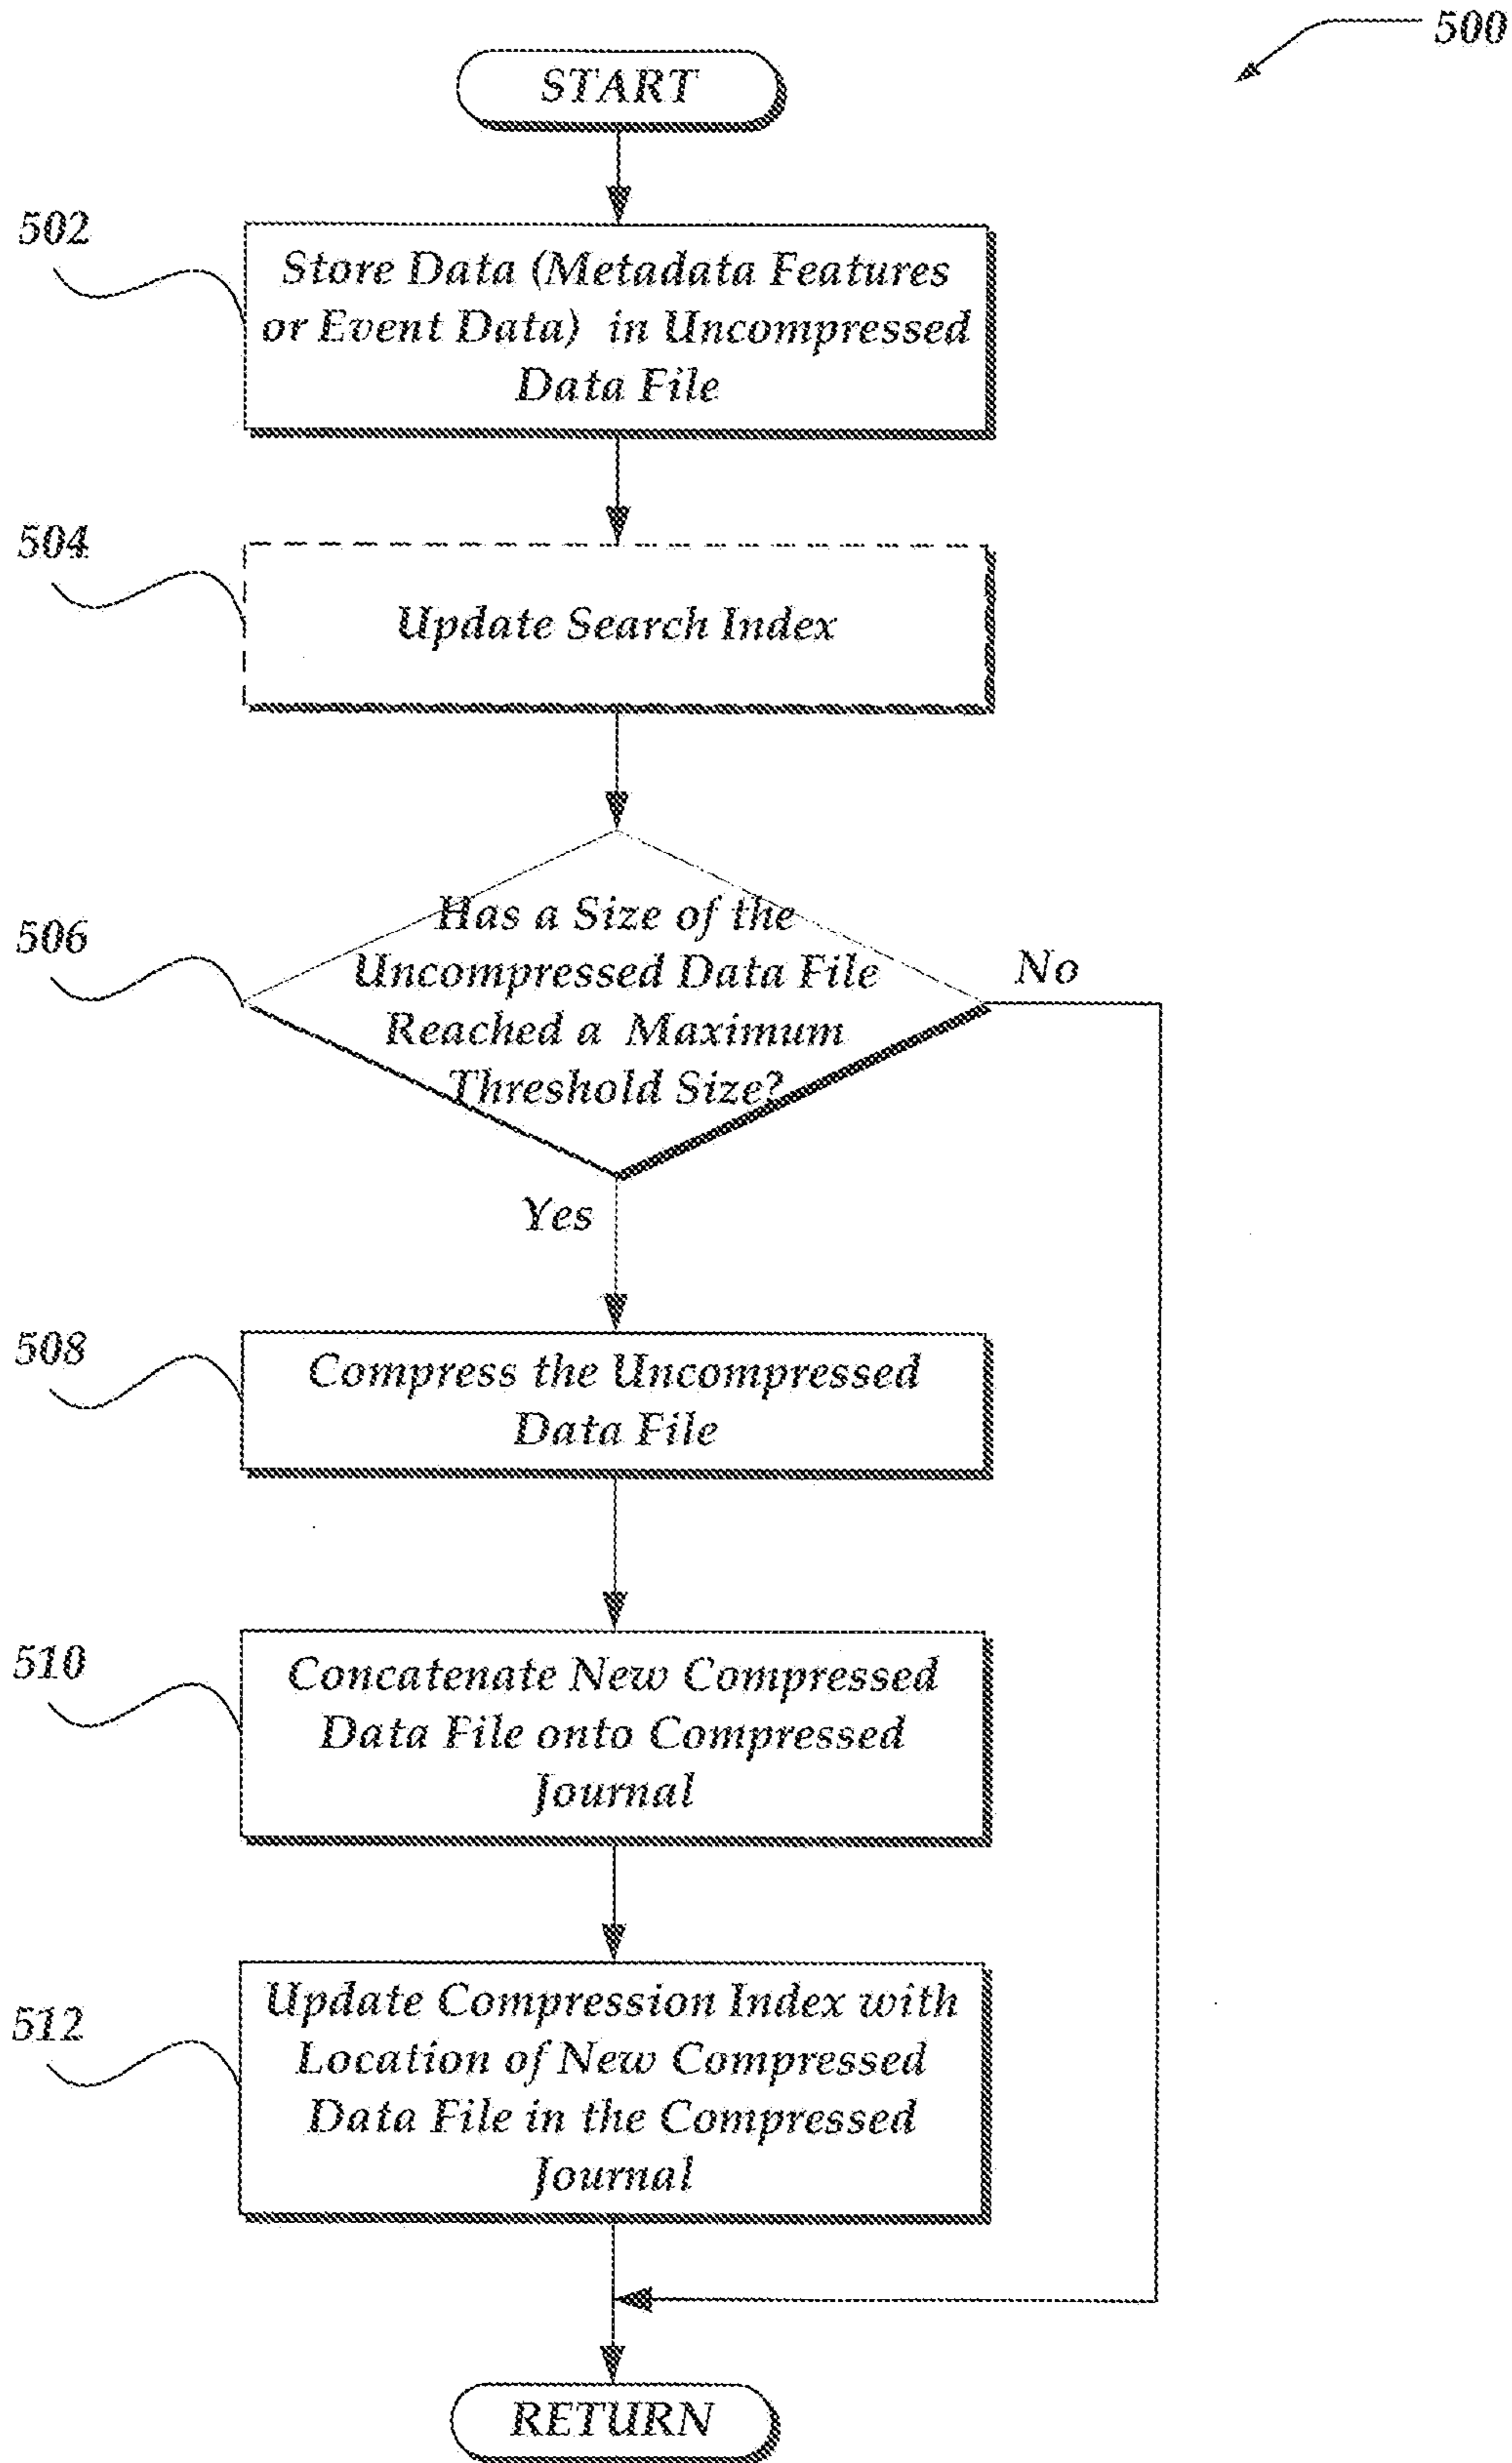 500
START
502
Store Data (Metadata Features
or Event Data) in Uncompressed
Data File
504
Update Search Index
506
Has a Size of the
Uncompressed Data File
Reached a Maximum
Threshold Size?
No
Yes
508
Compress the Uncompressed
Data File
510
Concatenate New Compressed
Data File onto Compressed
Journal
512
Update Compression Index with
Location of New Compressed
Data File in the Compressed
Journal
RETURN